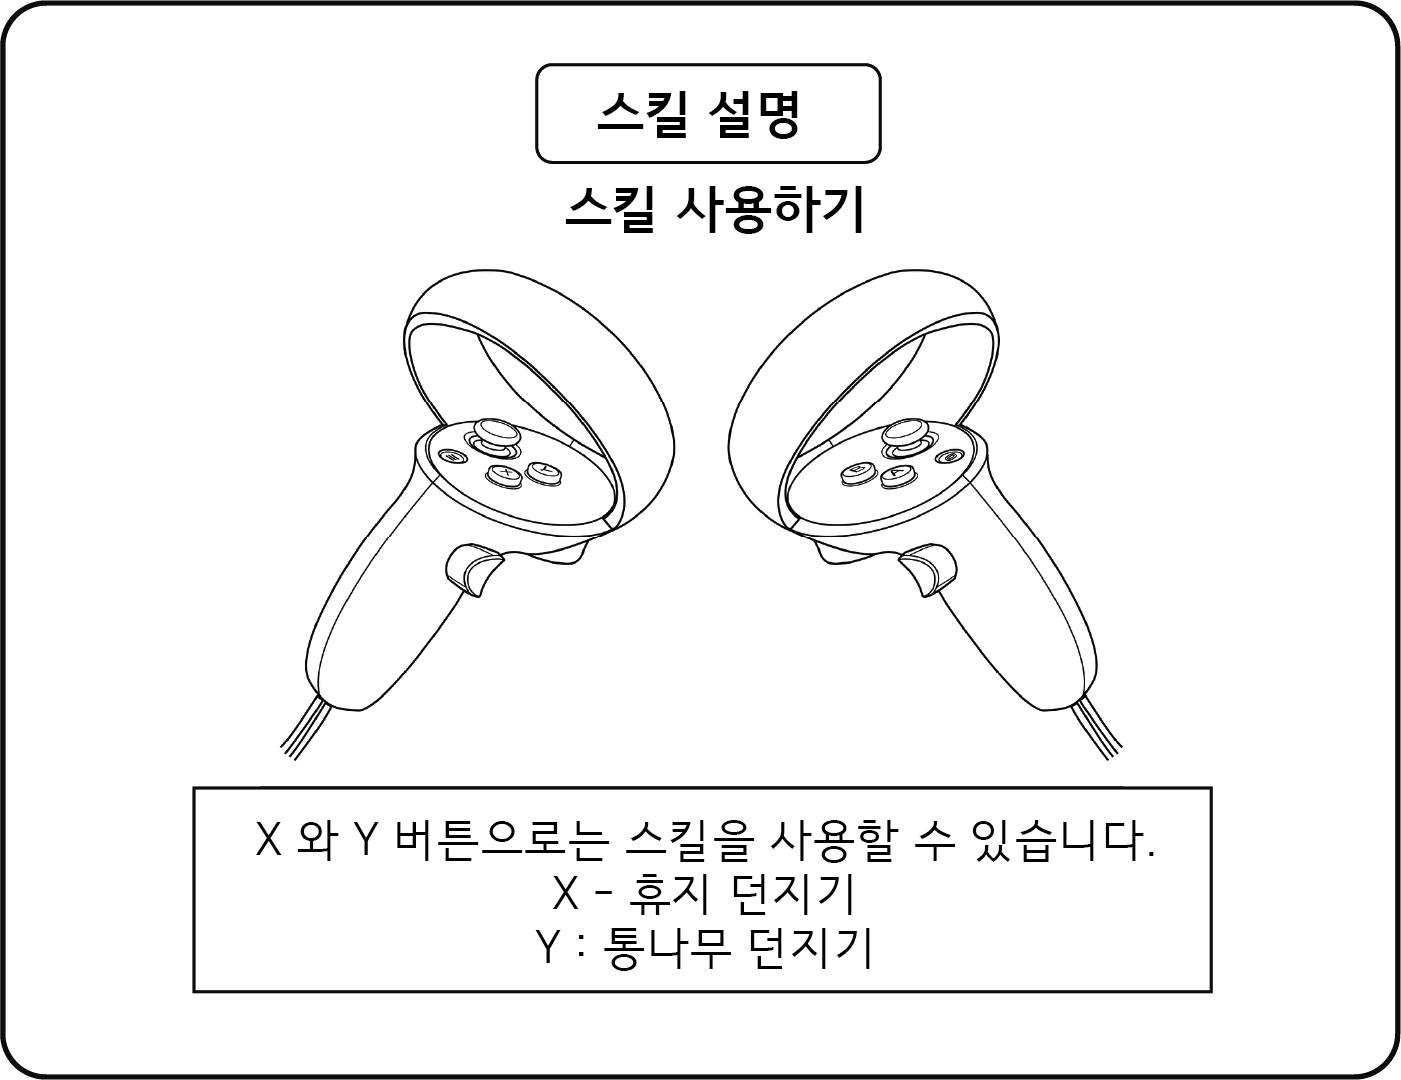 스킬 설명
스킬 사용하기
X Y
B A
X 와 Y 버튼으로는 스킬을 사용할 수 있습니다.
X - 휴지 던지기
Y : 통나무 던지기